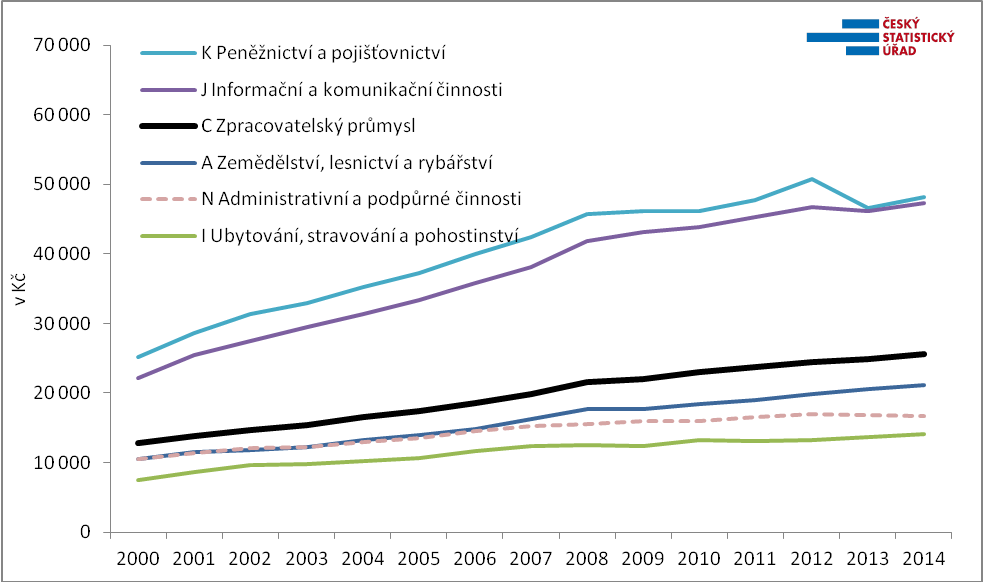 ČESKÝ
STATISTICKÝ
ÚŘAD
70 000
60 000
50 000
40 000
30 000
20 000
10 000
0
v Kč
K Peněžnictví a pojišťovnictví
J Informační a komunikační činnosti
C Zpracovatelský průmysl
A Zemědělství, lesnictví a rybářství
N Administrativní a podpůrné činnosti
I Ubytování, stravování a pohostinství
2000 2001 2002 2003 2004 2005 2006 2007 2008 2009 2010 2011 2012 2013 2014